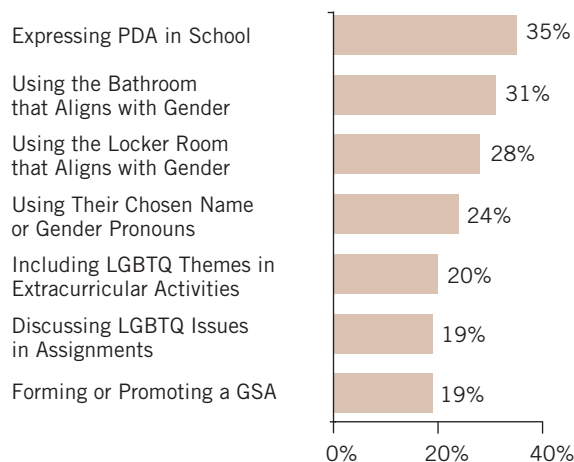 Expressing PDA in School
35%
Using the Bathroom
that Aligns with Gender
31%
Using the Locker Room
that Aligns with Gender
28%
Using Their Chosen Name
or Gender Pronouns
24%
Including LGBTQ Themes in
Extracurricular Activities
20%
Discussing LGBTQ Issues
in Assignments
19%
Forming or Promoting a GSA
19%
0% 20% 40%